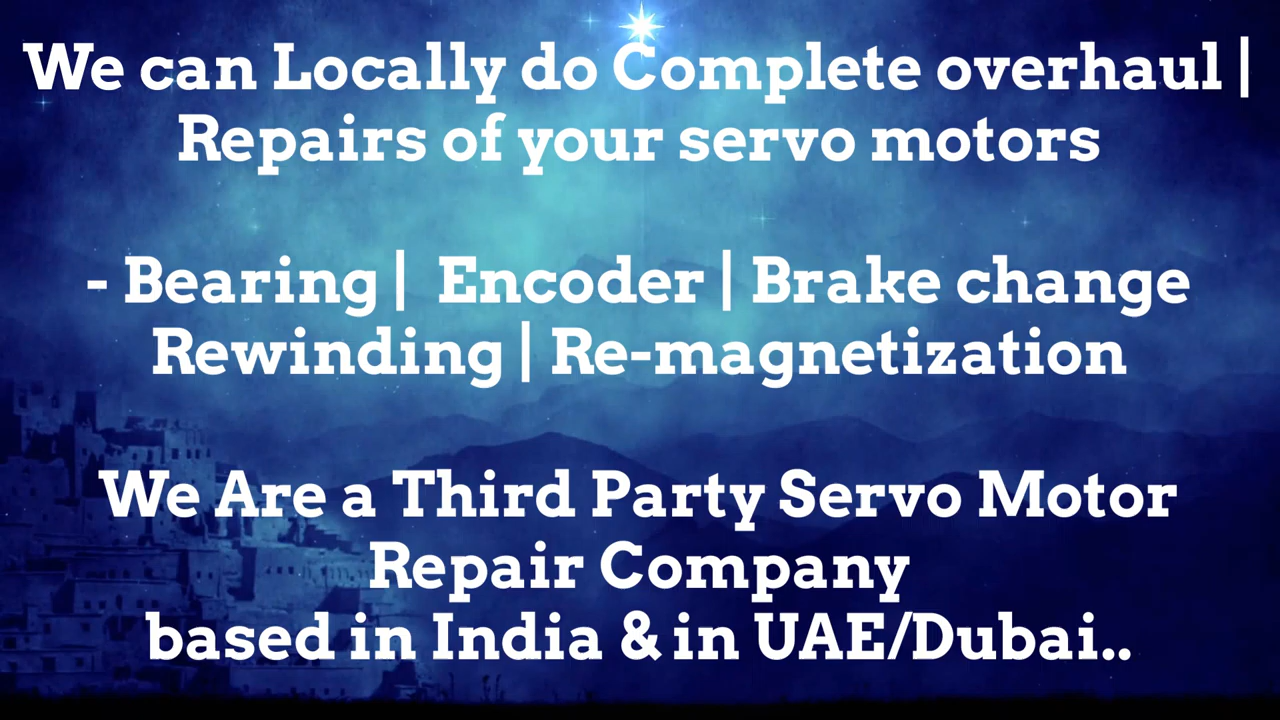 We can Locally do Complete overhaul |
Repairs of your servo motors
- Bearing | Encoder | Brake change
Rewinding | Re-magnetization
We Are a Third Party Servo Motor
Repair Company
based in India & in UAE/Dubai..